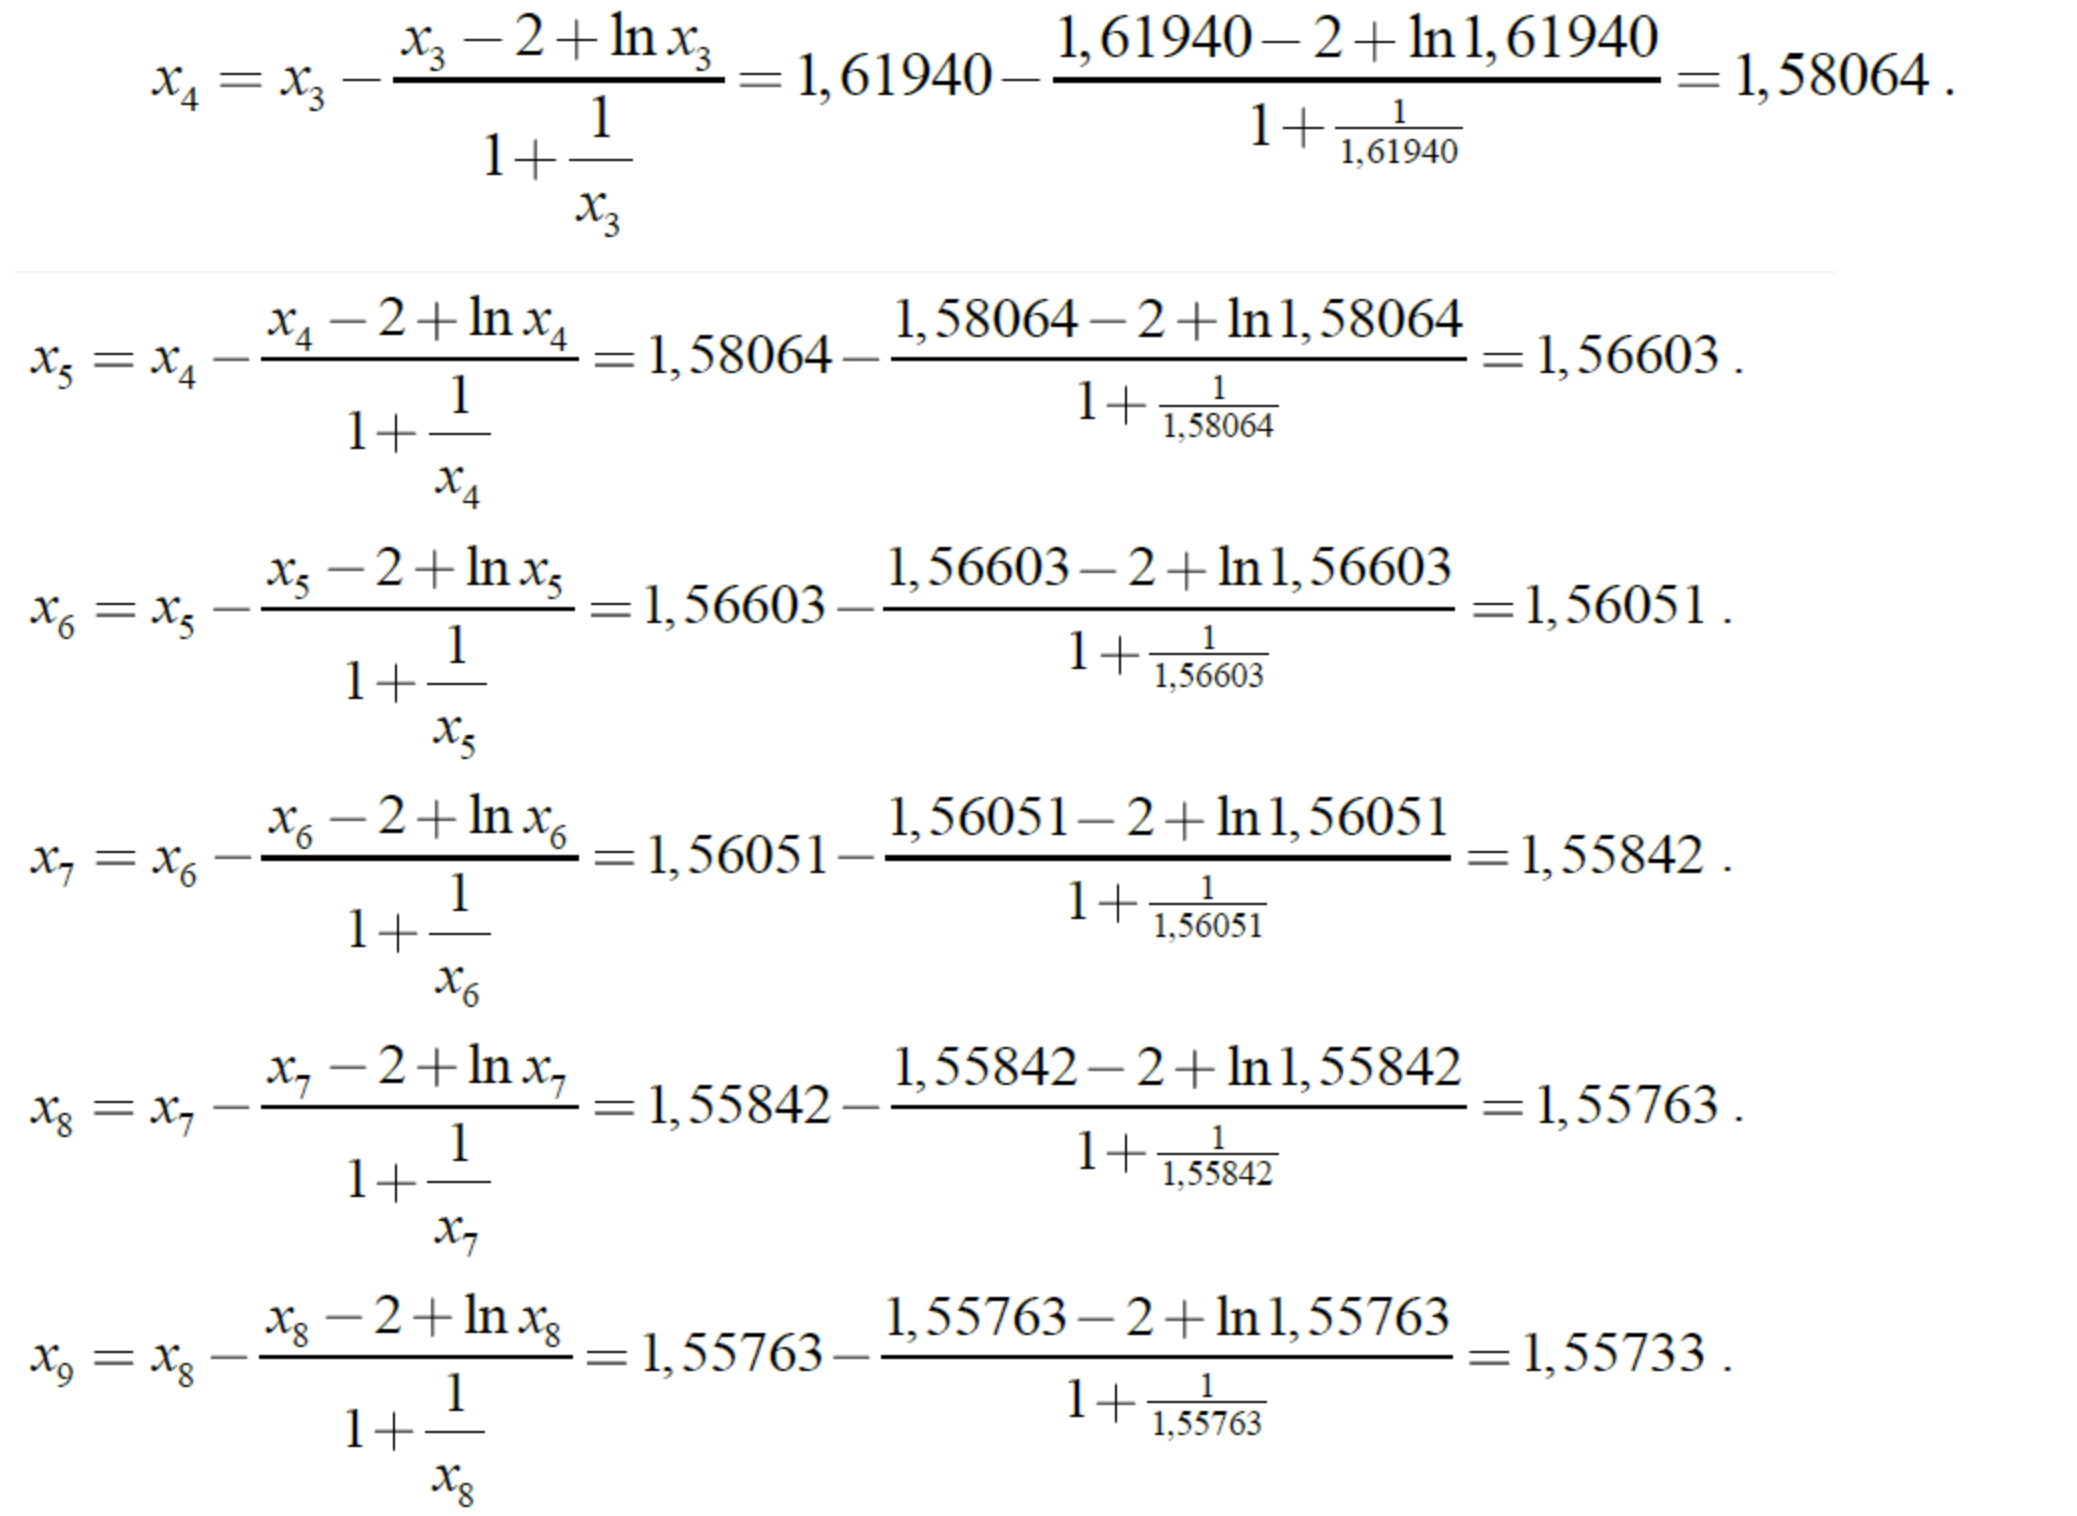 x₄ = x₃ − (x₃ − 2 + ln x₃)/(1 + 1/x₃) = 1,61940 − (1,61940 − 2 + ln 1,61940)/(1 + 1/1,61940) = 1,58064 .
x₅ = x₄ − (x₄ − 2 + ln x₄)/(1 + 1/x₄) = 1,58064 − (1,58064 − 2 + ln 1,58064)/(1 + 1/1,58064) = 1,56603 .
x₆ = x₅ − (x₅ − 2 + ln x₅)/(1 + 1/x₅) = 1,56603 − (1,56603 − 2 + ln 1,56603)/(1 + 1/1,56603) = 1,56051 .
x₇ = x₆ − (x₆ − 2 + ln x₆)/(1 + 1/x₆) = 1,56051 − (1,56051 − 2 + ln 1,56051)/(1 + 1/1,56051) = 1,55842 .
x₈ = x₇ − (x₇ − 2 + ln x₇)/(1 + 1/x₇) = 1,55842 − (1,55842 − 2 + ln 1,55842)/(1 + 1/1,55842) = 1,55763 .
x₉ = x₈ − (x₈ − 2 + ln x₈)/(1 + 1/x₈) = 1,55763 − (1,55763 − 2 + ln 1,55763)/(1 + 1/1,55763) = 1,55733 .